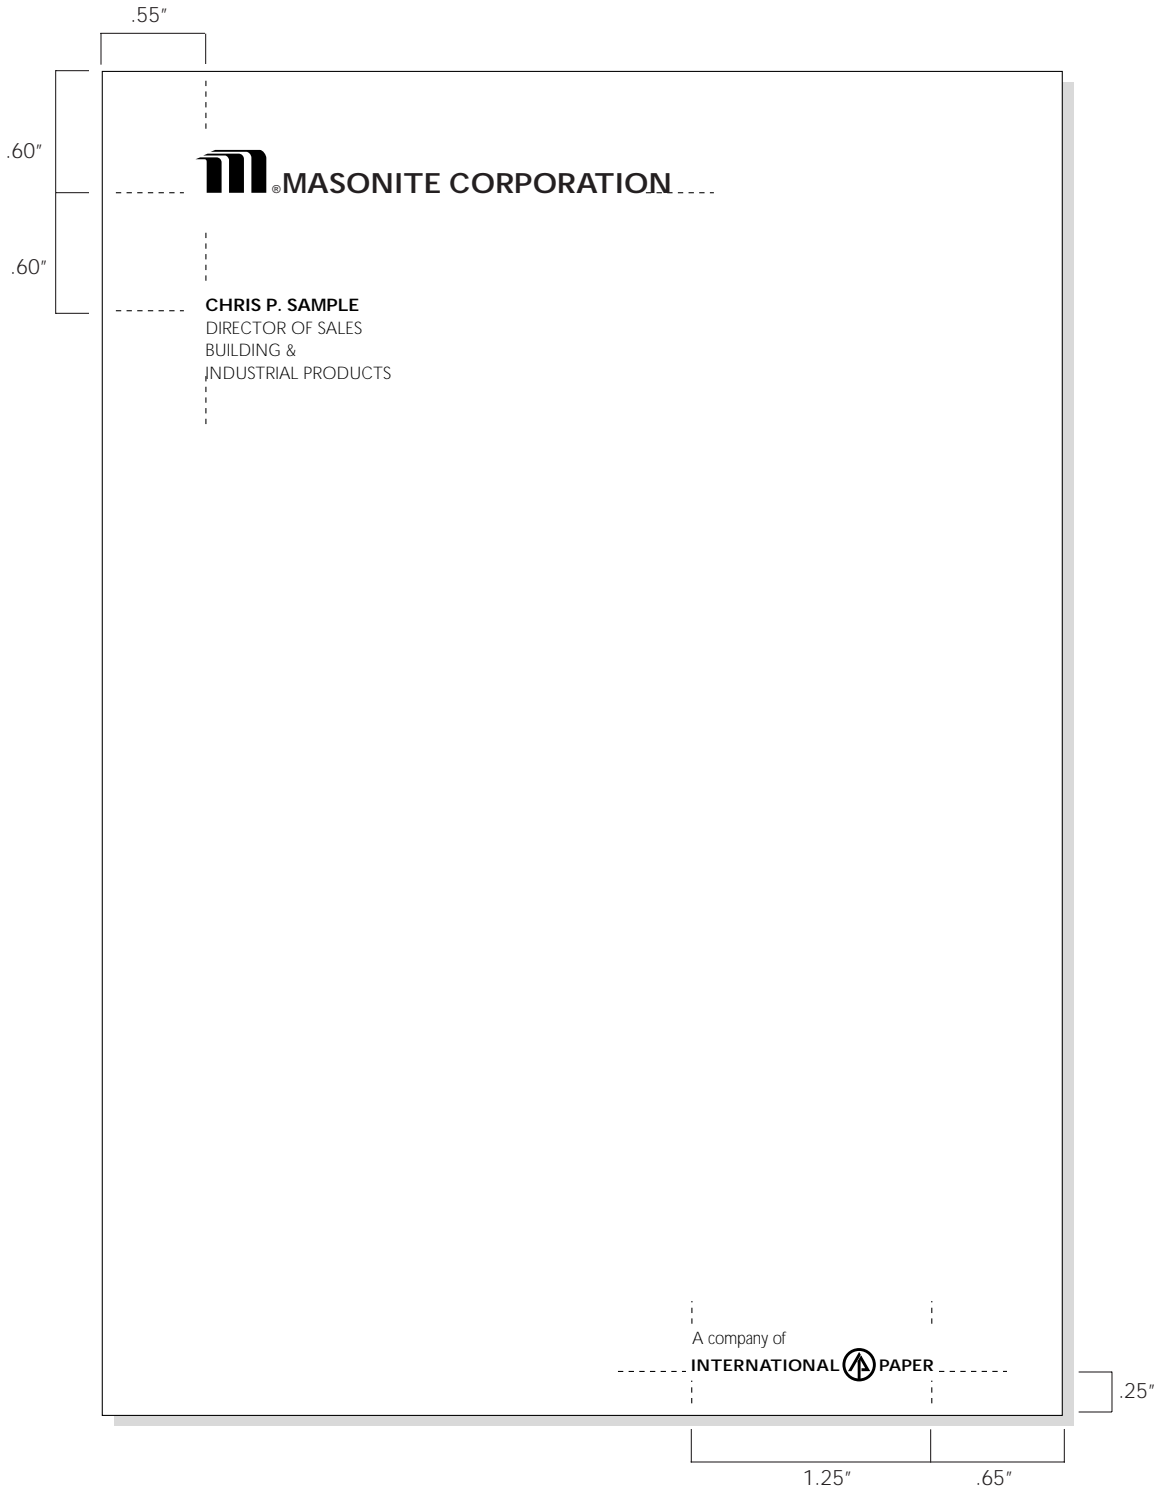 .55″
.60″
®MASONITE CORPORATION
.60″
CHRIS P. SAMPLE
DIRECTOR OF SALES
BUILDING &
INDUSTRIAL PRODUCTS
A company of
INTERNATIONAL PAPER
.25″
1.25″ .65″